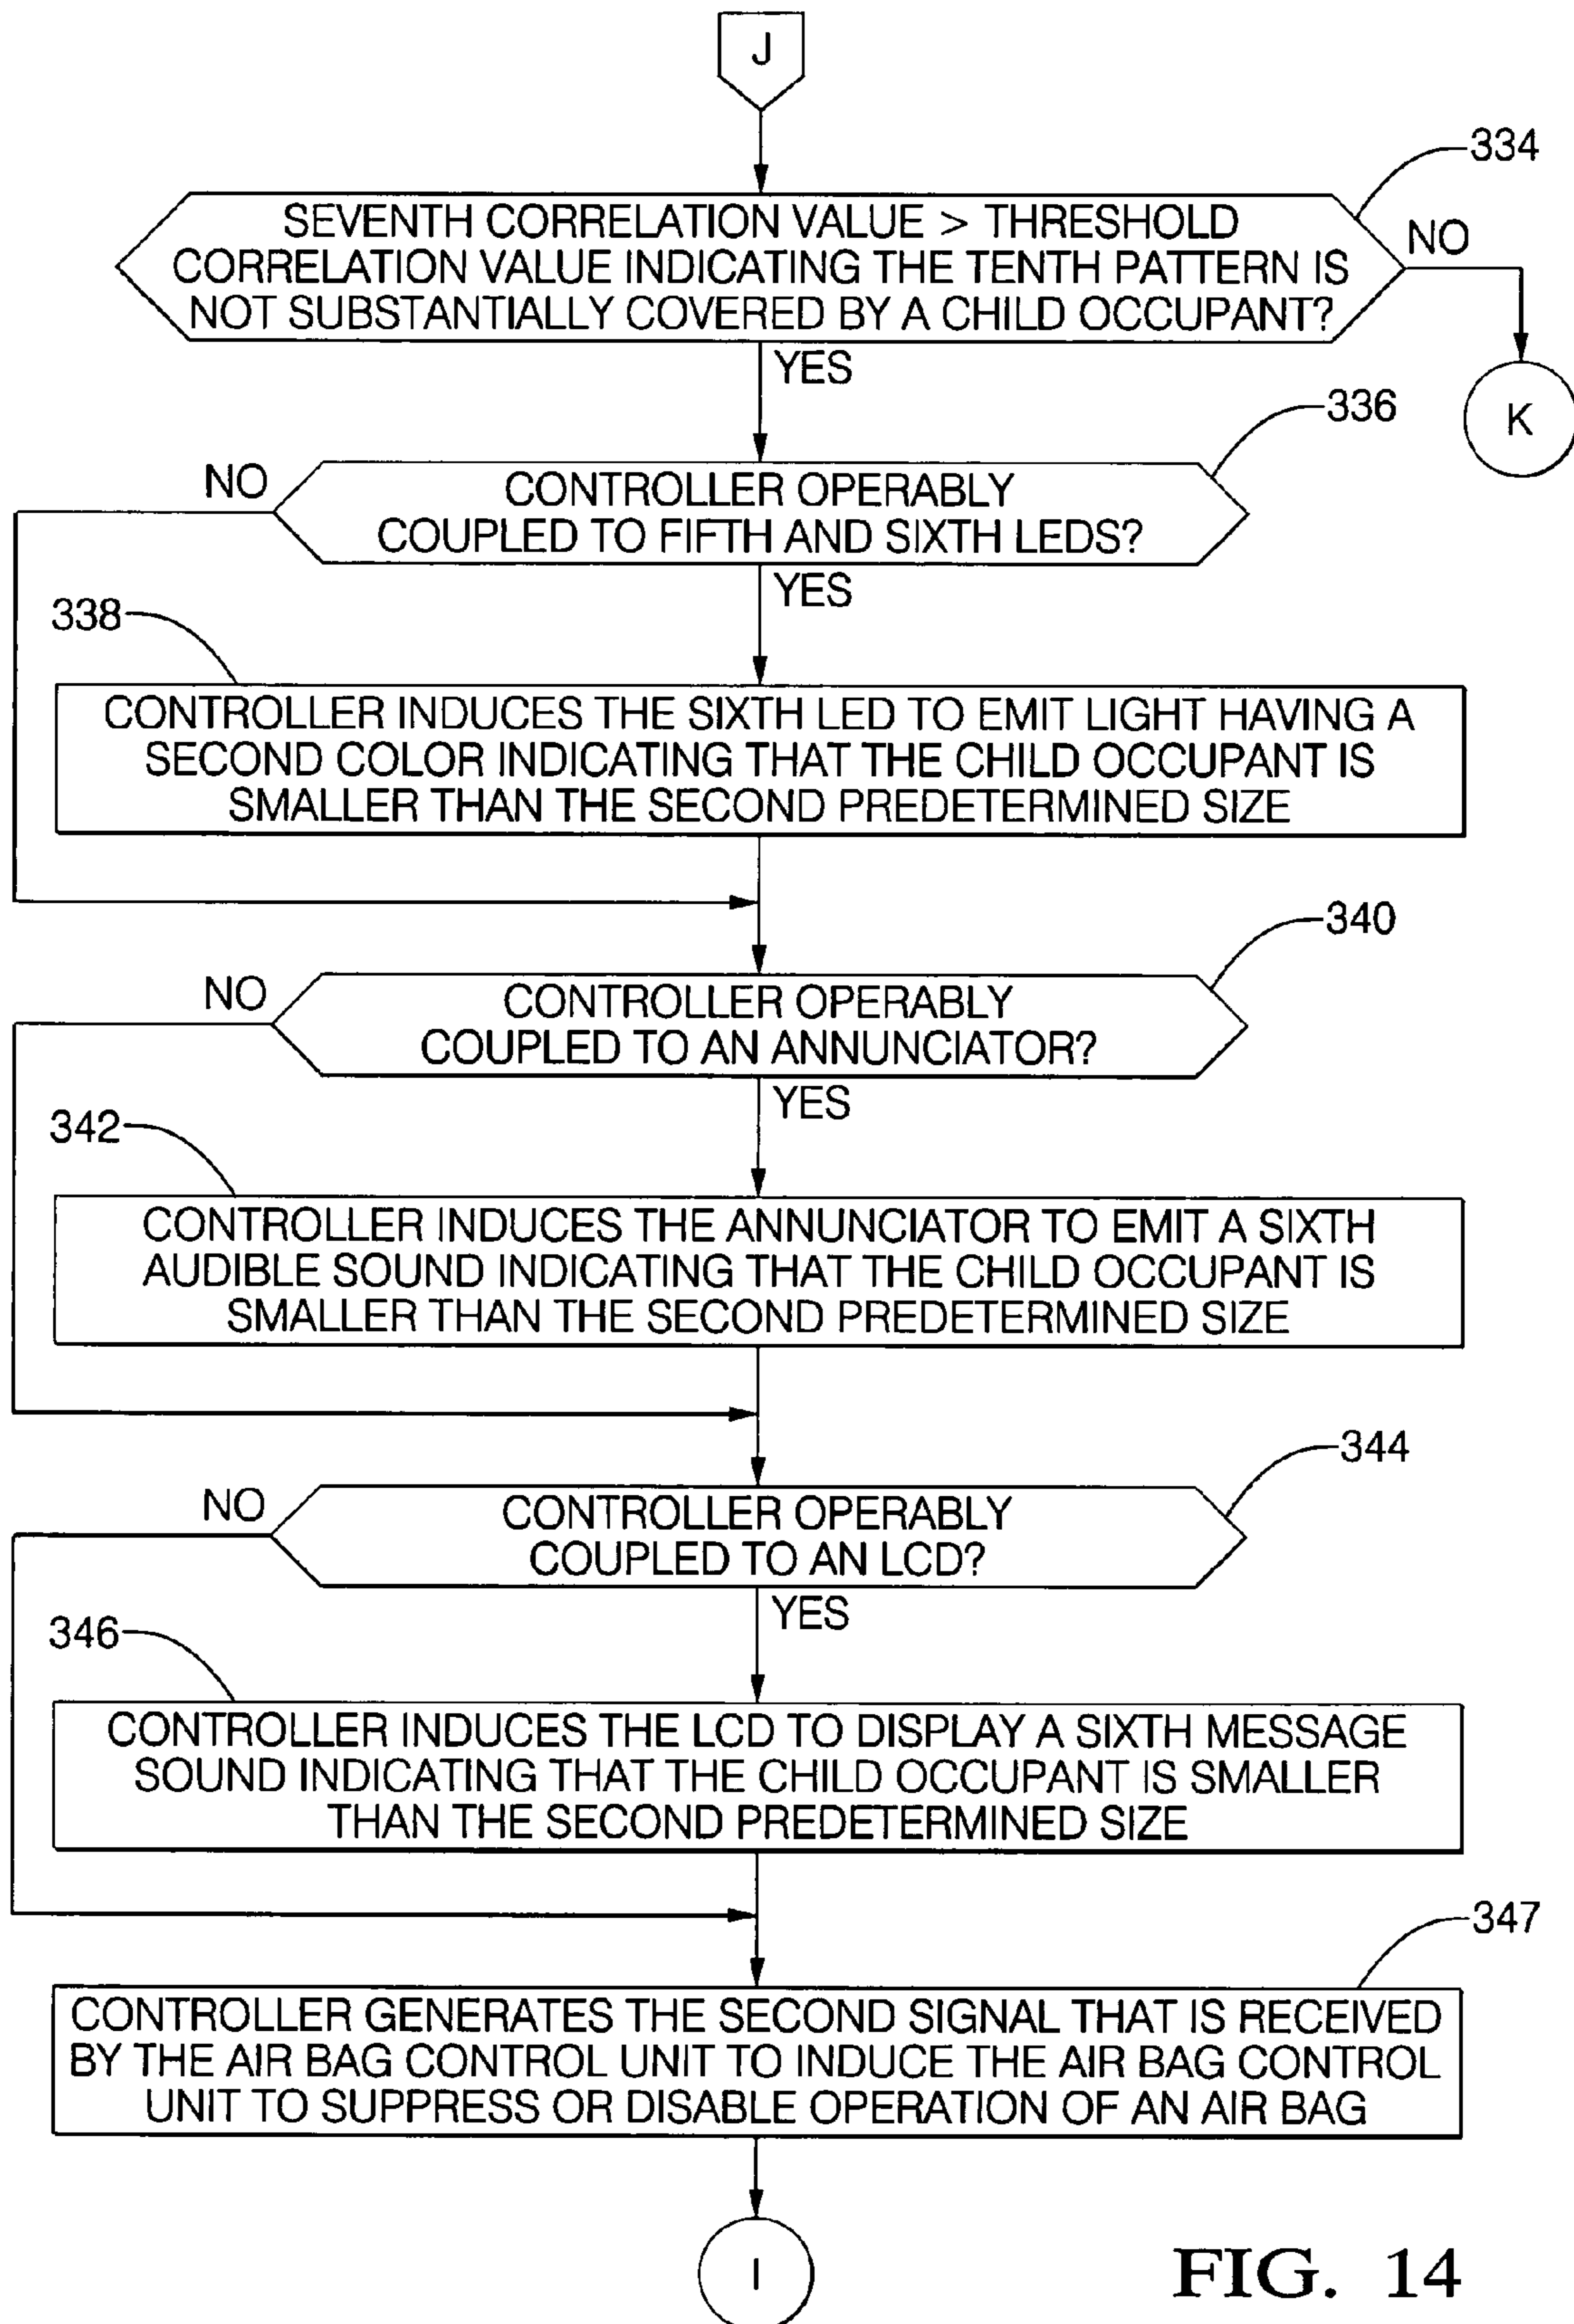 J
334
SEVENTH CORRELATION VALUE > THRESHOLD
CORRELATION VALUE INDICATING THE TENTH PATTERN IS
NOT SUBSTANTIALLY COVERED BY A CHILD OCCUPANT?
NO
K
YES
336
NO
CONTROLLER OPERABLY
COUPLED TO FIFTH AND SIXTH LEDS?
YES
338
CONTROLLER INDUCES THE SIXTH LED TO EMIT LIGHT HAVING A
SECOND COLOR INDICATING THAT THE CHILD OCCUPANT IS
SMALLER THAN THE SECOND PREDETERMINED SIZE
340
NO
CONTROLLER OPERABLY
COUPLED TO AN ANNUNCIATOR?
YES
342
CONTROLLER INDUCES THE ANNUNCIATOR TO EMIT A SIXTH
AUDIBLE SOUND INDICATING THAT THE CHILD OCCUPANT IS
SMALLER THAN THE SECOND PREDETERMINED SIZE
344
NO
CONTROLLER OPERABLY
COUPLED TO AN LCD?
YES
346
CONTROLLER INDUCES THE LCD TO DISPLAY A SIXTH MESSAGE
SOUND INDICATING THAT THE CHILD OCCUPANT IS SMALLER
THAN THE SECOND PREDETERMINED SIZE
347
CONTROLLER GENERATES THE SECOND SIGNAL THAT IS RECEIVED
BY THE AIR BAG CONTROL UNIT TO INDUCE THE AIR BAG CONTROL
UNIT TO SUPPRESS OR DISABLE OPERATION OF AN AIR BAG
I
FIG. 14